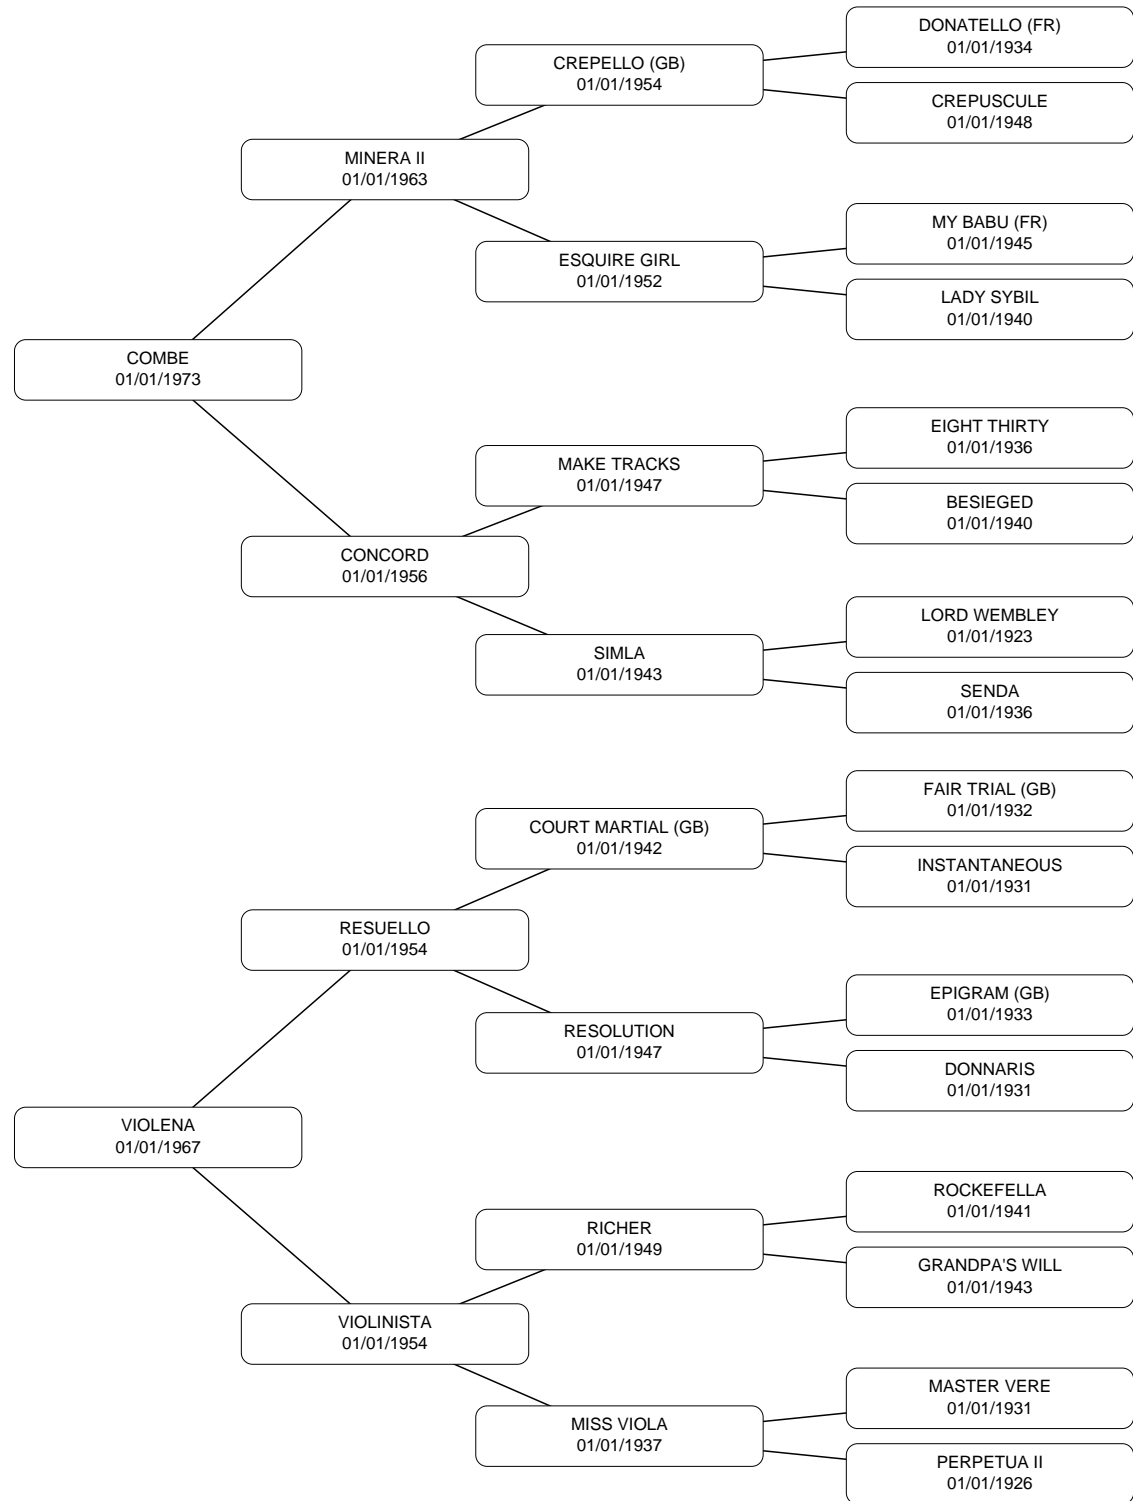 DONATELLO (FR)
01/01/1934
CREPELLO (GB)
01/01/1954
CREPUSCULE
01/01/1948
MINERA II
01/01/1963
MY BABU (FR)
01/01/1945
ESQUIRE GIRL
01/01/1952
LADY SYBIL
01/01/1940
COMBE
01/01/1973
EIGHT THIRTY
01/01/1936
MAKE TRACKS
01/01/1947
BESIEGED
01/01/1940
CONCORD
01/01/1956
LORD WEMBLEY
01/01/1923
SIMLA
01/01/1943
SENDA
01/01/1936
FAIR TRIAL (GB)
01/01/1932
COURT MARTIAL (GB)
01/01/1942
INSTANTANEOUS
01/01/1931
RESUELLO
01/01/1954
EPIGRAM (GB)
01/01/1933
RESOLUTION
01/01/1947
DONNARIS
01/01/1931
VIOLENA
01/01/1967
ROCKEFELLA
01/01/1941
RICHER
01/01/1949
GRANDPA'S WILL
01/01/1943
VIOLINISTA
01/01/1954
MASTER VERE
01/01/1931
MISS VIOLA
01/01/1937
PERPETUA II
01/01/1926